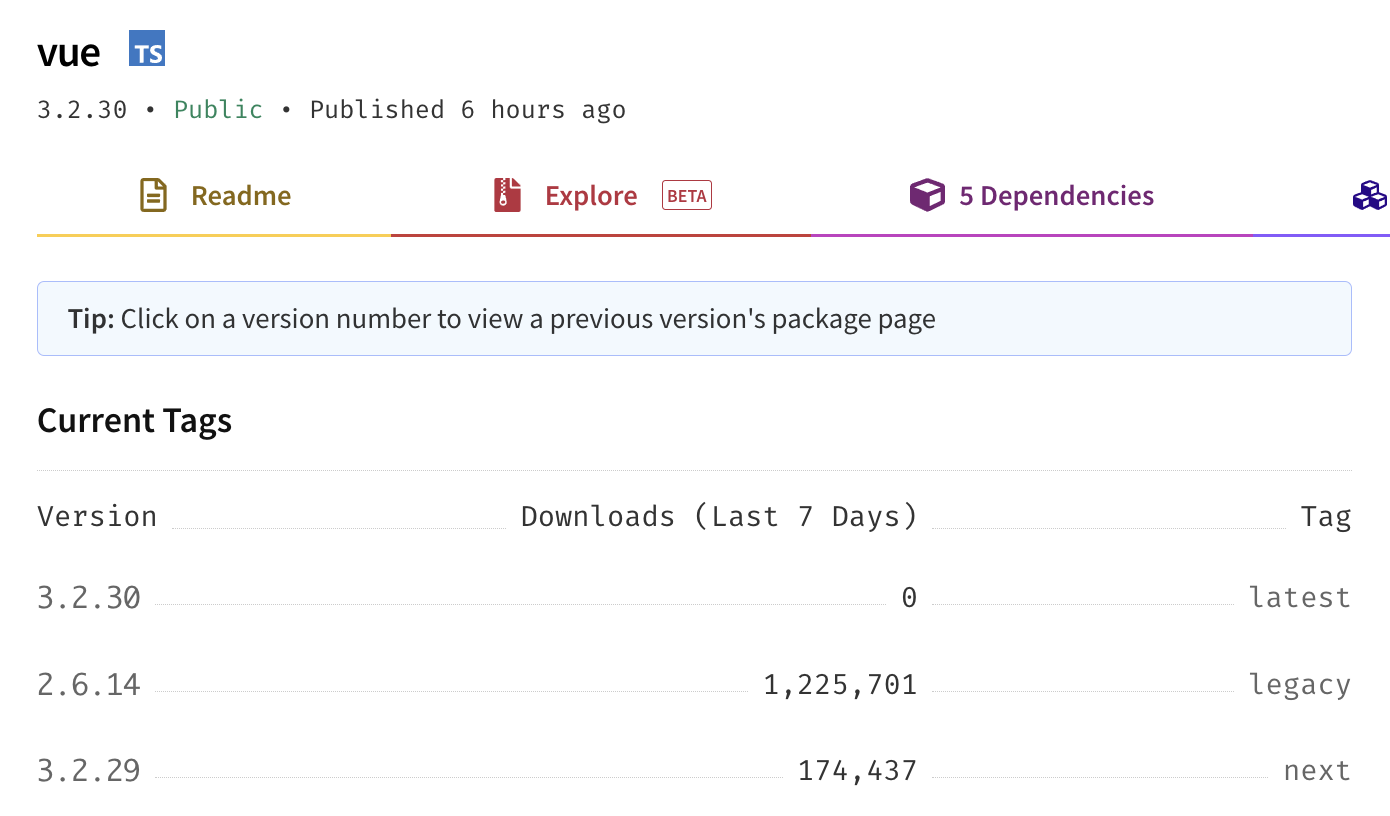 vue TS
3.2.30 • Public • Published 6 hours ago
Readme Explore BETA 5 Dependencies
Tip: Click on a version number to view a previous version's package page
Current Tags
Version Downloads (Last 7 Days) Tag
3.2.30 0 latest
2.6.14 1,225,701 legacy
3.2.29 174,437 next